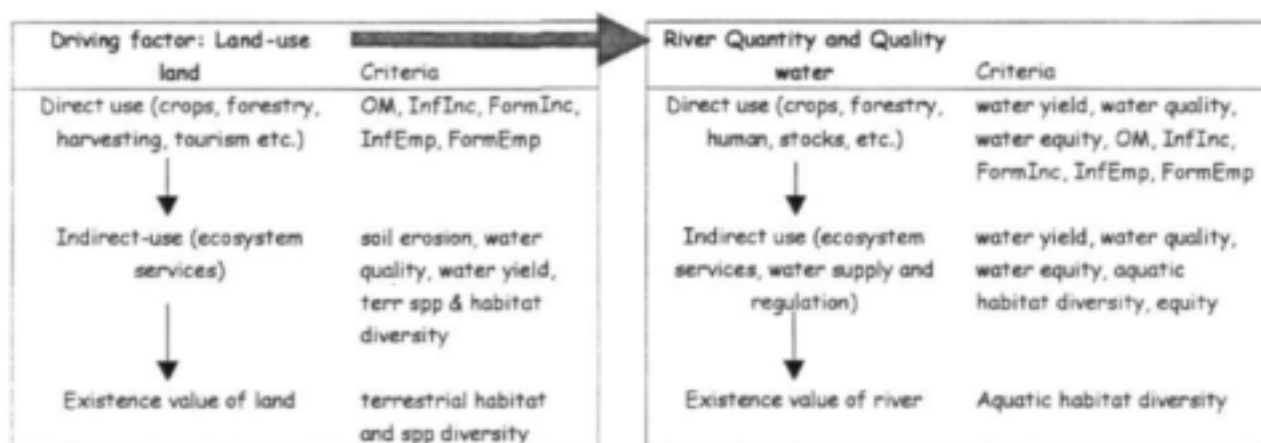 Driving factor: Land-use
land Criteria
Direct use (crops, forestry, OM, InfInc, FormInc,
harvesting, tourism etc.) InfEmp, FormEmp
Indirect-use (ecosystem soil erosion, water
services) quality, water yield,
terr spp & habitat
diversity
Existence value of land terrestrial habitat
and spp diversity
River Quantity and Quality
water Criteria
Direct use (crops, forestry, water yield, water quality,
human, stocks, etc.) water equity, OM, InfInc,
FormInc, InfEmp, FormEmp
Indirect use (ecosystem water yield, water quality,
services, water supply and water equity, aquatic
regulation) habitat diversity, equity
Existence value of river Aquatic habitat diversity